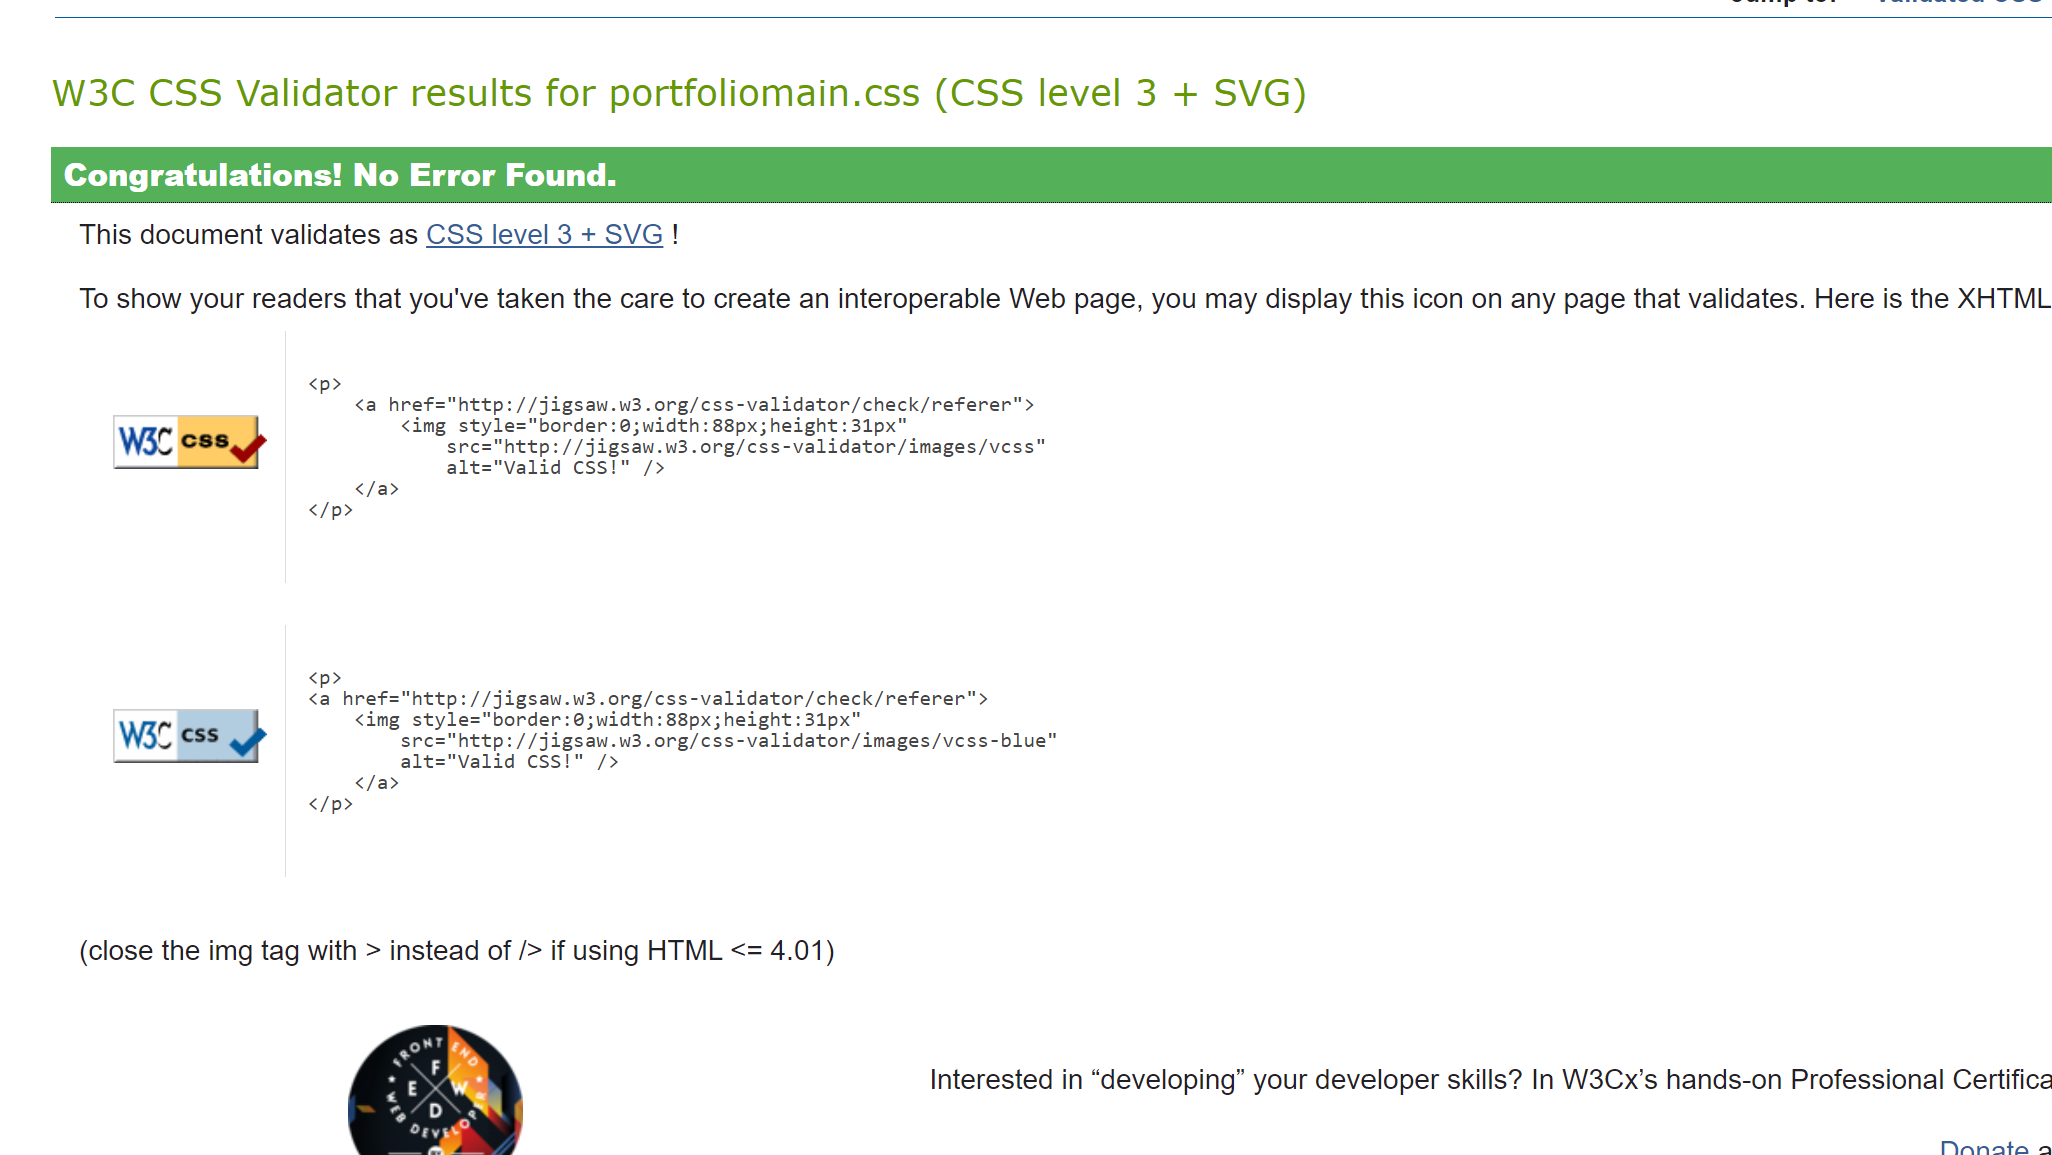 W3C CSS Validator results for portfoliomain.css (CSS level 3 + SVG)
Congratulations! No Error Found.
This document validates as CSS level 3 + SVG !
To show your readers that you've taken the care to create an interoperable Web page, you may display this icon on any page that validates. Here is the XHTML
<p>
<a href="http://jigsaw.w3.org/css-validator/check/referer">
<img style="border:0;width:88px;height:31px"
src="http://jigsaw.w3.org/css-validator/images/vcss"
alt="Valid CSS!" />
</a>
</p>
W3C css
<p>
<a href="http://jigsaw.w3.org/css-validator/check/referer">
<img style="border:0;width:88px;height:31px"
src="http://jigsaw.w3.org/css-validator/images/vcss-blue"
alt="Valid CSS!" />
</a>
</p>
W3C css
(close the img tag with > instead of /> if using HTML <= 4.01)
FRONT END
F
E W
D
WEB DEVELOPER
Interested in “developing” your developer skills? In W3Cx’s hands-on Professional Certifica
Donate a